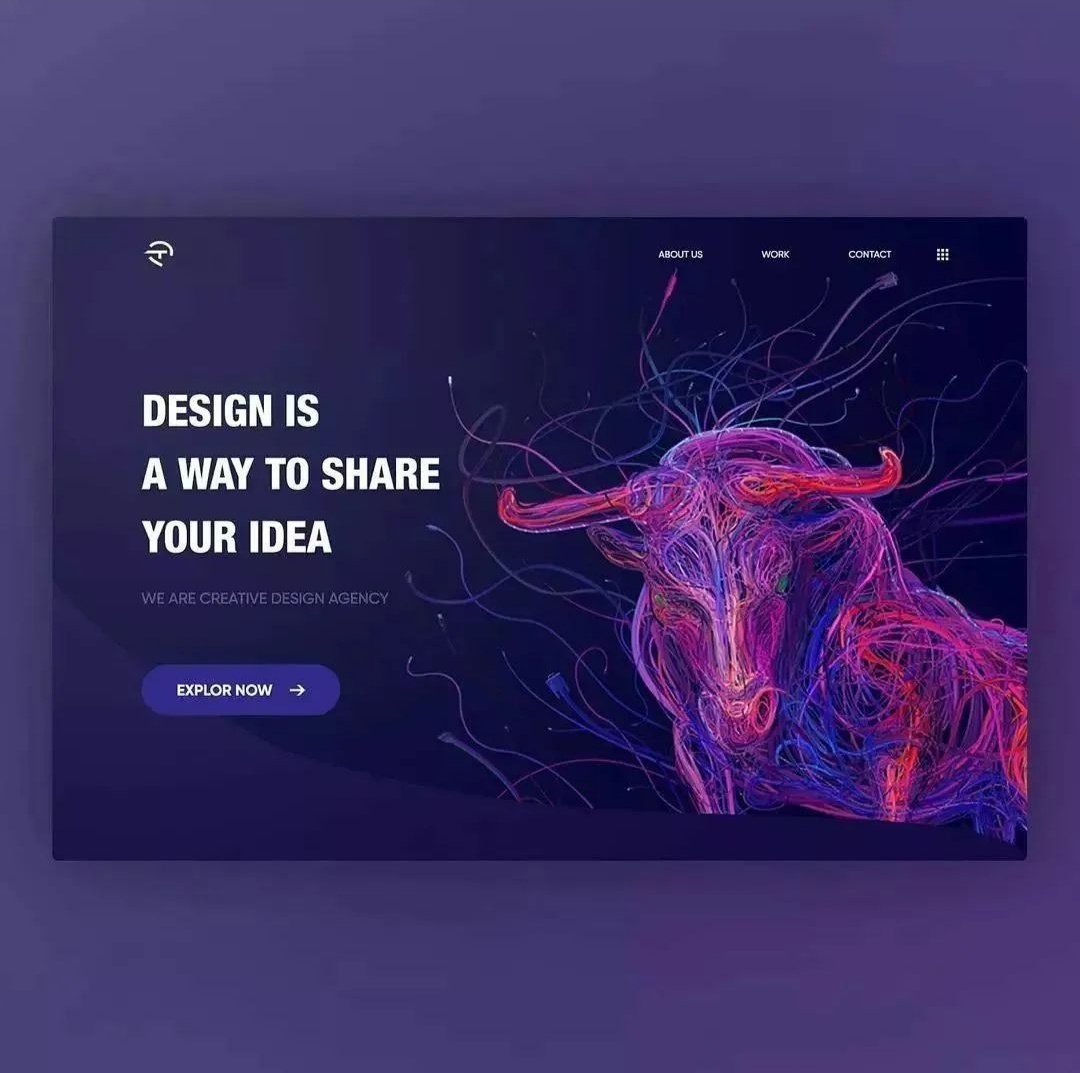 ABOUT US
WORK
CONTACT
DESIGN IS
A WAY TO SHARE
YOUR IDEA
WE ARE CREATIVE DESIGN AGENCY
EXPLOR NOW →